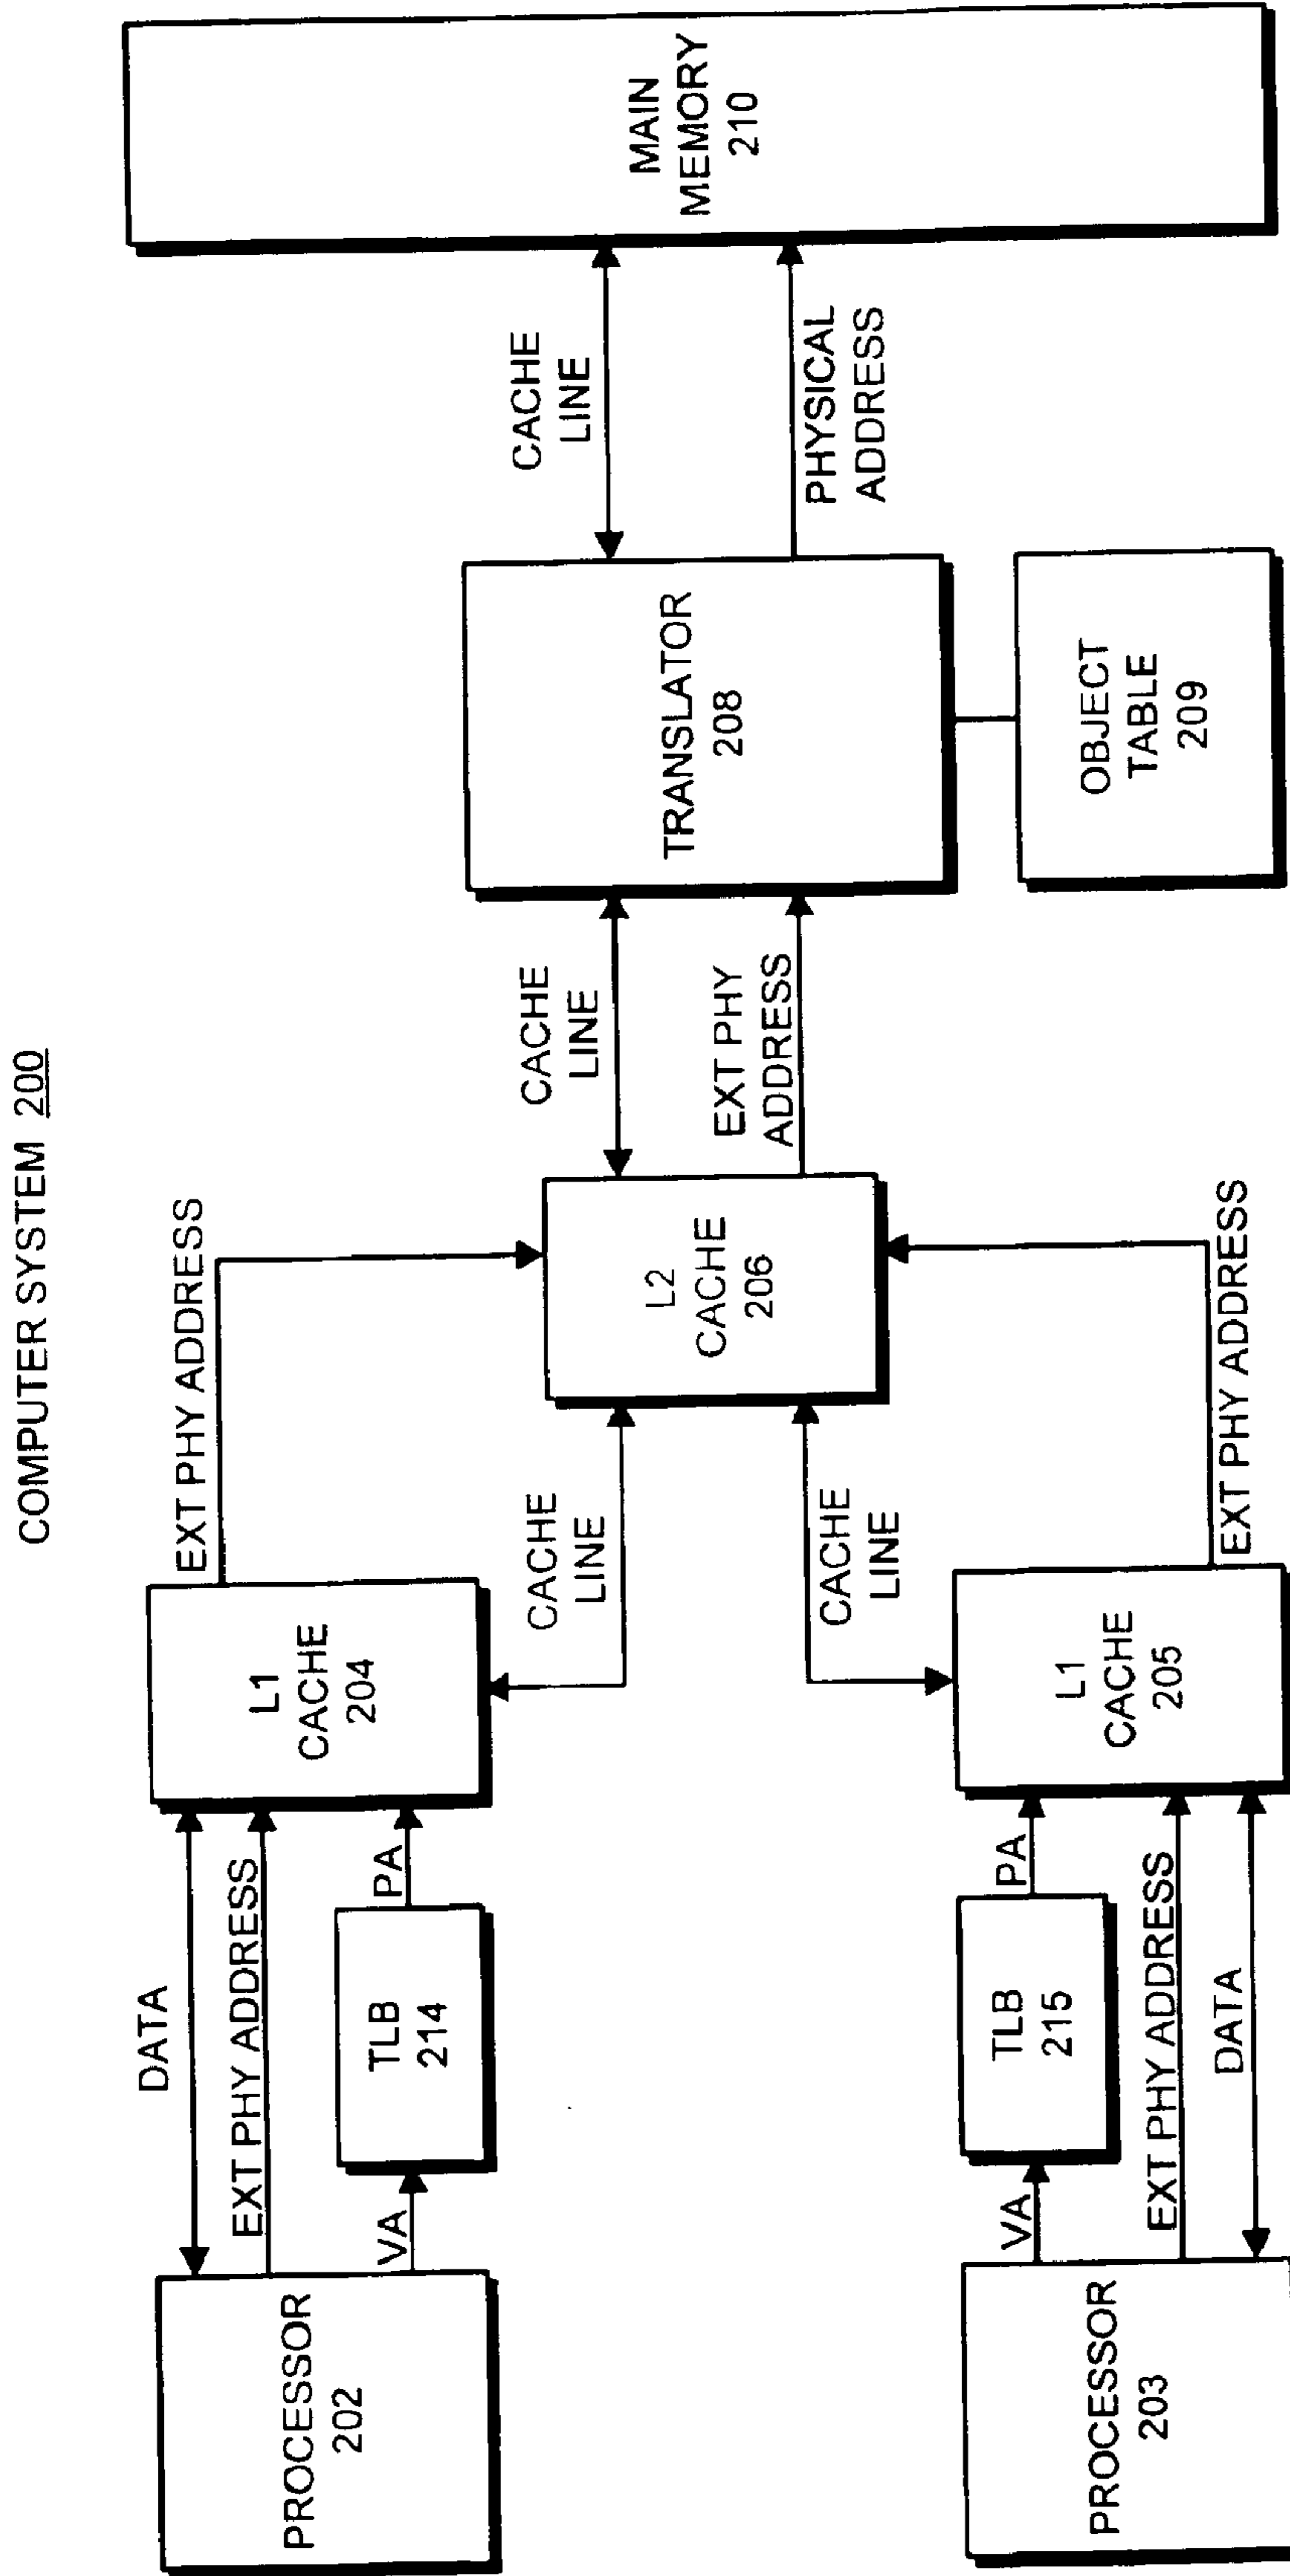 COMPUTER SYSTEM 200
PROCESSOR
202
DATA
EXT PHY ADDRESS
VA
TLB
214
PA
L1
CACHE
204
EXT PHY ADDRESS
CACHE
LINE
PROCESSOR
203
VA
TLB
215
PA
EXT PHY ADDRESS
DATA
L1
CACHE
205
CACHE
LINE
EXT PHY ADDRESS
L2
CACHE
206
CACHE
LINE
EXT PHY
ADDRESS
TRANSLATOR
208
OBJECT
TABLE
209
CACHE
LINE
PHYSICAL
ADDRESS
MAIN
MEMORY
210